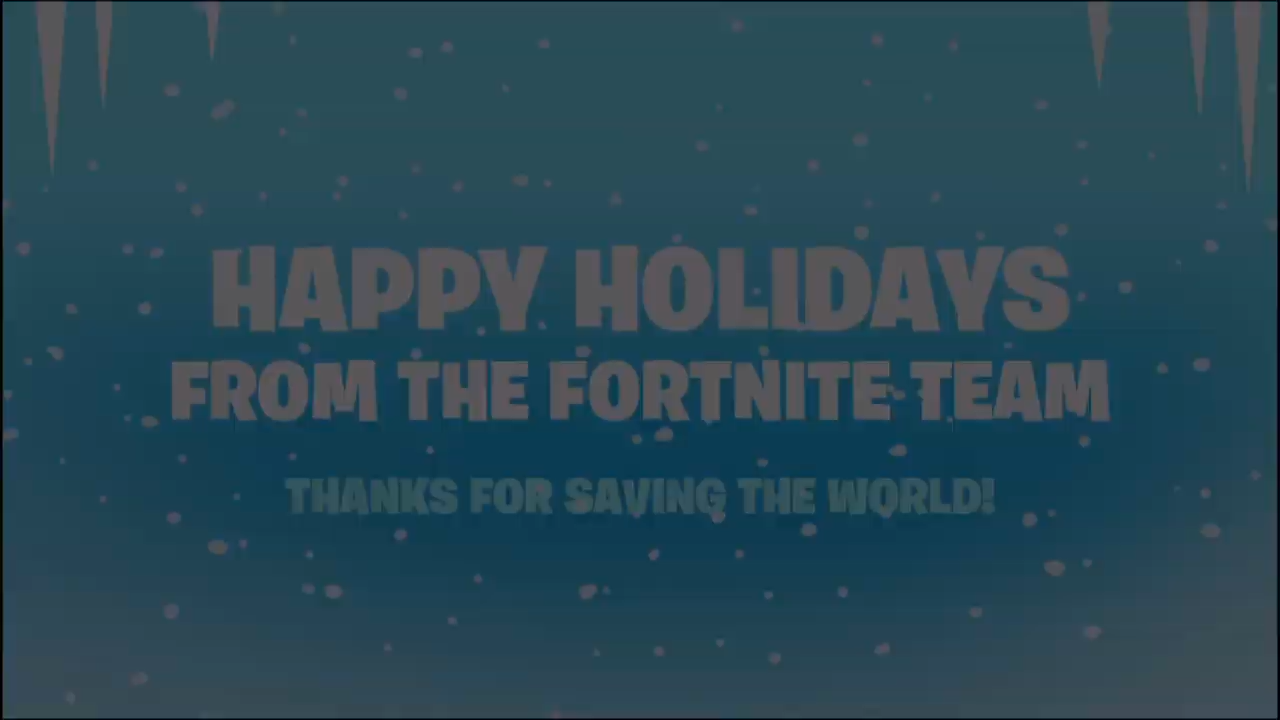 HAPPY HOLIDAYS
FROM THE FORTNITE TEAM
THANKS FOR SAVING THE WORLD!